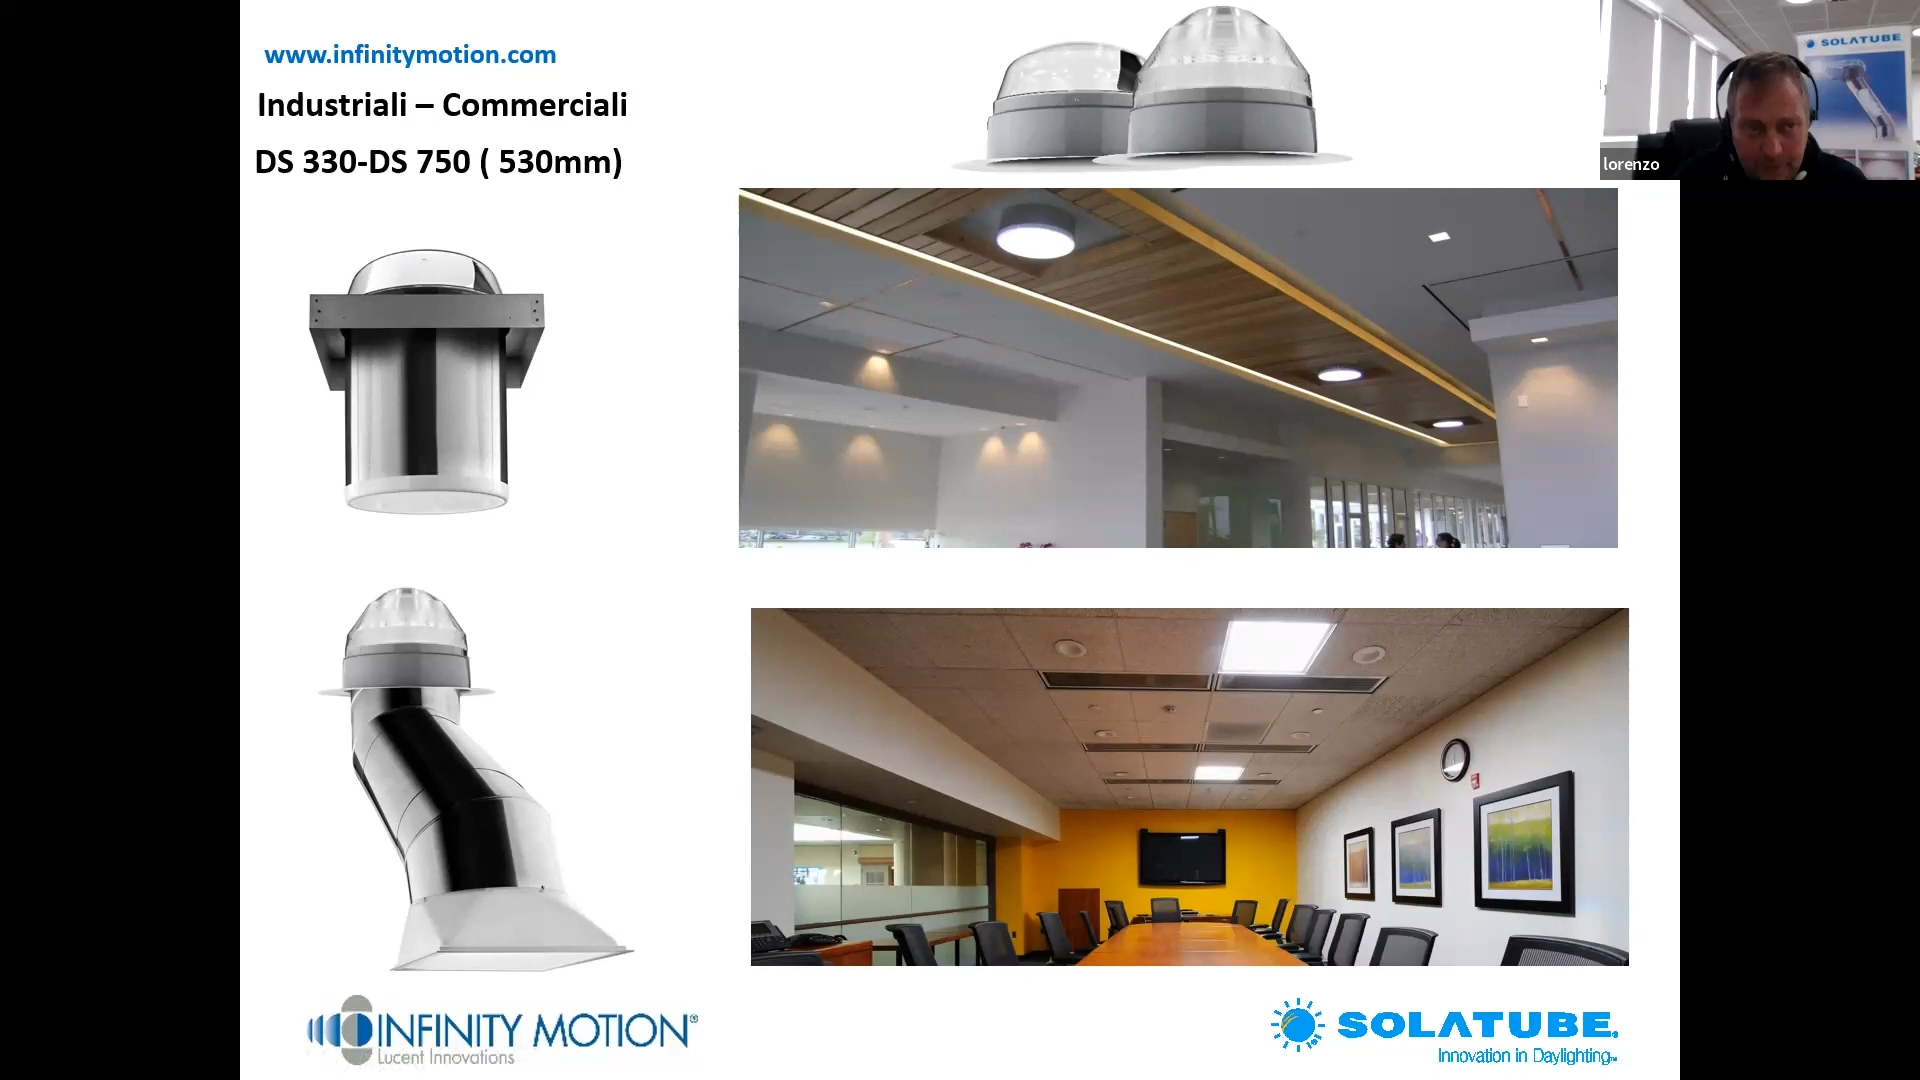 www.infinitymotion.com
Industriali – Commerciali
DS 330-DS 750 ( 530mm)
SOLATUBE
lorenzo
INFINITY MOTION®
Lucent Innovations
SOLATUBE.
Innovation in Daylighting™